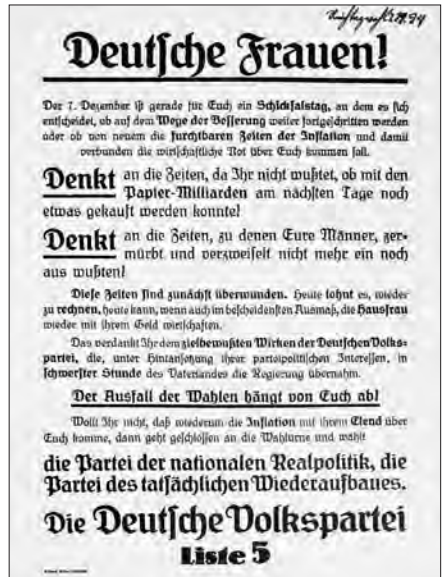 Deutsche Frauen!
Der 7. Dezember ist gerade für Euch ein Schicksalstag, an dem es sich
entscheidet, ob auf dem Wege der Besserung weiter fortgeschritten werden
oder ob von neuem die furchtbaren Zeiten der Inflation und damit
verbunden die wirtschaftliche Not über Euch kommen soll.
Denkt an die Zeiten, da Ihr nicht wußtet, ob mit den
Papier-Milliarden am nächsten Tage noch
etwas gekauft werden konnte!
Denkt an die Zeiten, zu denen Eure Männer, zer-
mürbt und verzweifelt nicht mehr ein noch
aus wußten!
Diese Zeiten sind zunächst überwunden. Heute lohnt es, wieder
zu rechnen, heute kann, wenn auch im bescheidensten Ausmaß, die Hausfrau
wieder mit ihrem Geld wirtschaften.
Das verdankt Ihr dem zielbewußten Wirken der Deutschen Volks-
partei, die, unter Hintansetzung ihrer parteipolitischen Interessen, in
schwerster Stunde des Vaterlandes die Regierung übernahm.
Der Ausfall der Wahlen hängt von Euch ab!
Wollt Ihr nicht, daß wiederum die Inflation mit ihrem Elend über
Euch komme, dann geht geschlossen an die Wahlurne und wählt
die Partei der nationalen Realpolitik, die
Partei des tatsächlichen Wiederaufbaues.
Die Deutsche Volkspartei
Liste 5